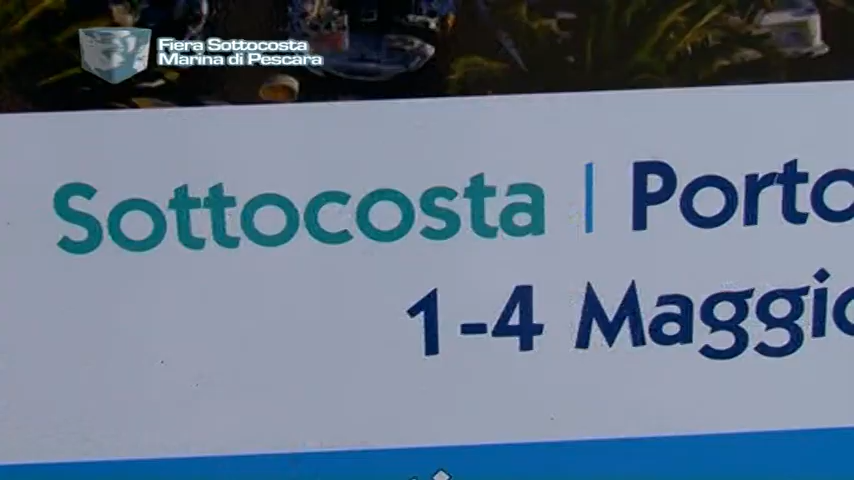 Fiera Sottocosta
Marina di Pescara
Sottocosta | Porto
1-4 Maggio